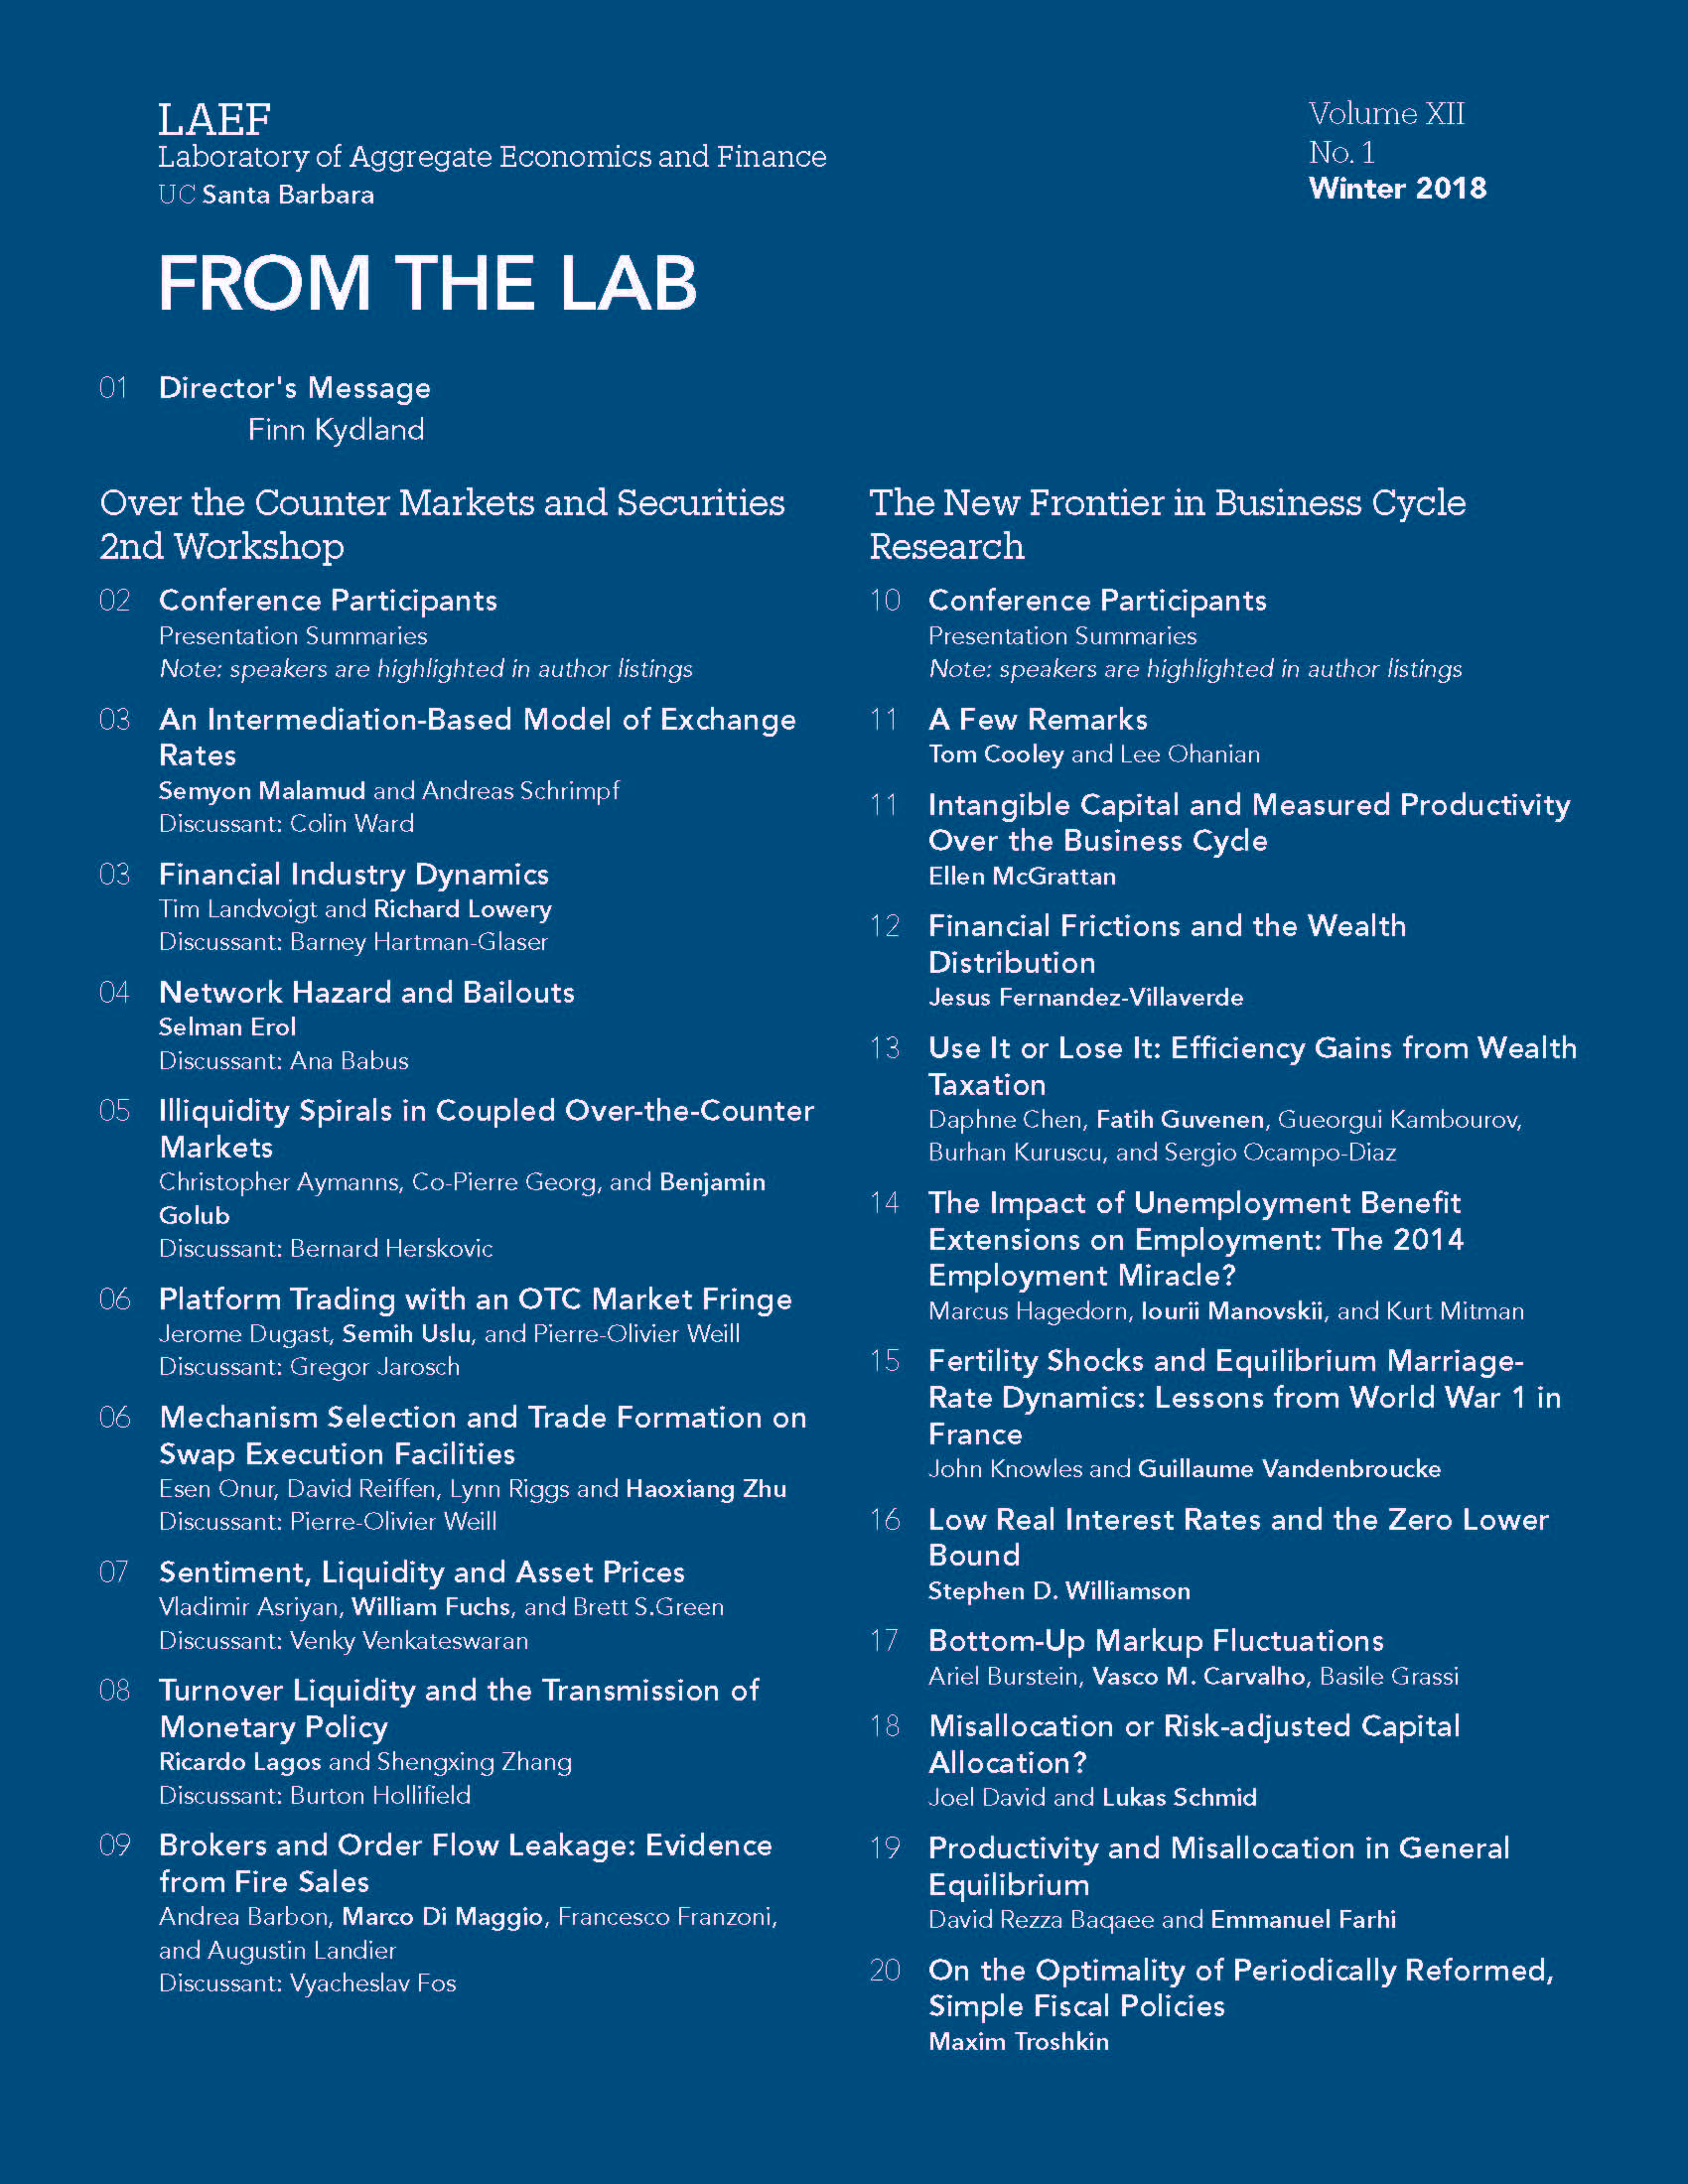 LAEF
Laboratory of Aggregate Economics and Finance
UC Santa Barbara
Volume XII
No. 1
Winter 2018
FROM THE LAB
01 Director's Message
Finn Kydland
Over the Counter Markets and Securities
2nd Workshop
02 Conference Participants
Presentation Summaries
Note: speakers are highlighted in author listings
03 An Intermediation-Based Model of Exchange
Rates
Semyon Malamud and Andreas Schrimpf
Discussant: Colin Ward
03 Financial Industry Dynamics
Tim Landvoigt and Richard Lowery
Discussant: Barney Hartman-Glaser
04 Network Hazard and Bailouts
Selman Erol
Discussant: Ana Babus
05 Illiquidity Spirals in Coupled Over-the-Counter
Markets
Christopher Aymanns, Co-Pierre Georg, and Benjamin
Golub
Discussant: Bernard Herskovic
06 Platform Trading with an OTC Market Fringe
Jerome Dugast, Semih Uslu, and Pierre-Olivier Weill
Discussant: Gregor Jarosch
06 Mechanism Selection and Trade Formation on
Swap Execution Facilities
Esen Onur, David Reiffen, Lynn Riggs and Haoxiang Zhu
Discussant: Pierre-Olivier Weill
07 Sentiment, Liquidity and Asset Prices
Vladimir Asriyan, William Fuchs, and Brett S.Green
Discussant: Venky Venkateswaran
08 Turnover Liquidity and the Transmission of
Monetary Policy
Ricardo Lagos and Shengxing Zhang
Discussant: Burton Hollifield
09 Brokers and Order Flow Leakage: Evidence
from Fire Sales
Andrea Barbon, Marco Di Maggio, Francesco Franzoni,
and Augustin Landier
Discussant: Vyacheslav Fos
The New Frontier in Business Cycle
Research
10 Conference Participants
Presentation Summaries
Note: speakers are highlighted in author listings
11 A Few Remarks
Tom Cooley and Lee Ohanian
11 Intangible Capital and Measured Productivity
Over the Business Cycle
Ellen McGrattan
12 Financial Frictions and the Wealth
Distribution
Jesus Fernandez-Villaverde
13 Use It or Lose It: Efficiency Gains from Wealth
Taxation
Daphne Chen, Fatih Guvenen, Gueorgui Kambourov,
Burhan Kuruscu, and Sergio Ocampo-Diaz
14 The Impact of Unemployment Benefit
Extensions on Employment: The 2014
Employment Miracle?
Marcus Hagedorn, Iourii Manovskii, and Kurt Mitman
15 Fertility Shocks and Equilibrium Marriage-
Rate Dynamics: Lessons from World War 1 in
France
John Knowles and Guillaume Vandenbroucke
16 Low Real Interest Rates and the Zero Lower
Bound
Stephen D. Williamson
17 Bottom-Up Markup Fluctuations
Ariel Burstein, Vasco M. Carvalho, Basile Grassi
18 Misallocation or Risk-adjusted Capital
Allocation?
Joel David and Lukas Schmid
19 Productivity and Misallocation in General
Equilibrium
David Rezza Baqaee and Emmanuel Farhi
20 On the Optimality of Periodically Reformed,
Simple Fiscal Policies
Maxim Troshkin